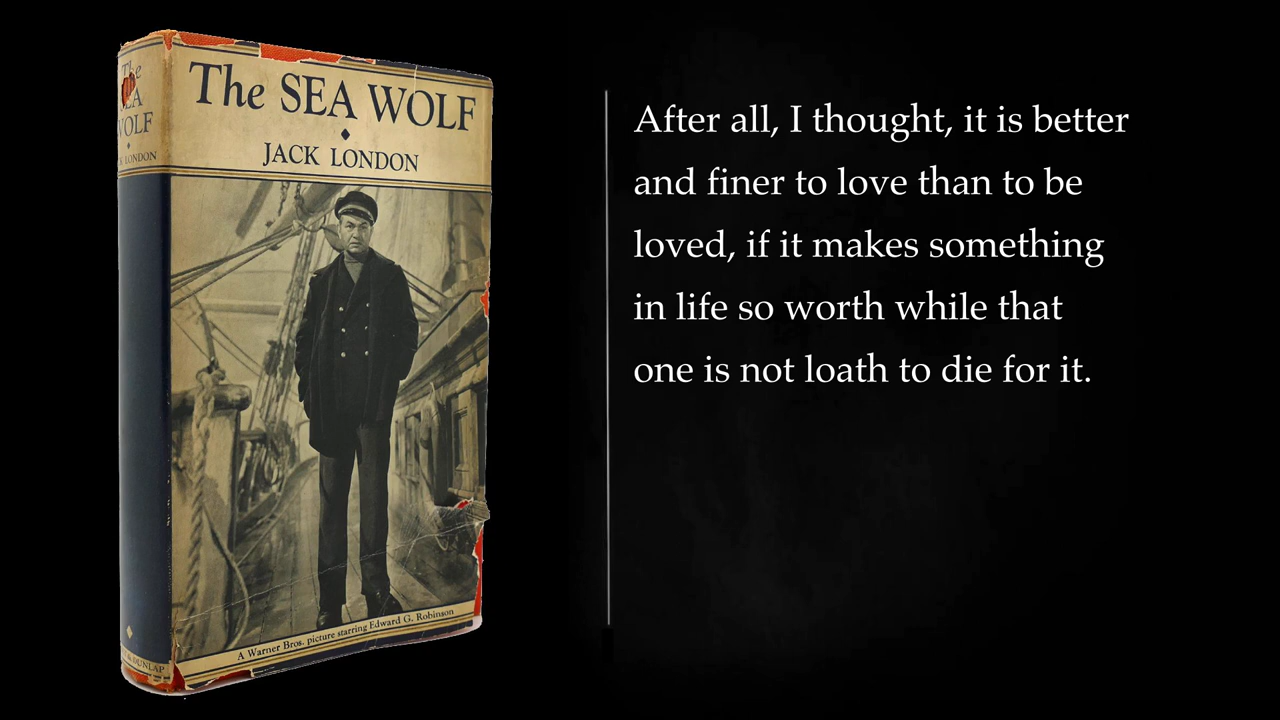 The SEA WOLF
JACK LONDON
A Warner Bros. picture starring Edward G. Robinson
The
SEA
WOLF
LONDON
DUNLAP
After all, I thought, it is better
and finer to love than to be
loved, if it makes something
in life so worth while that
one is not loath to die for it.